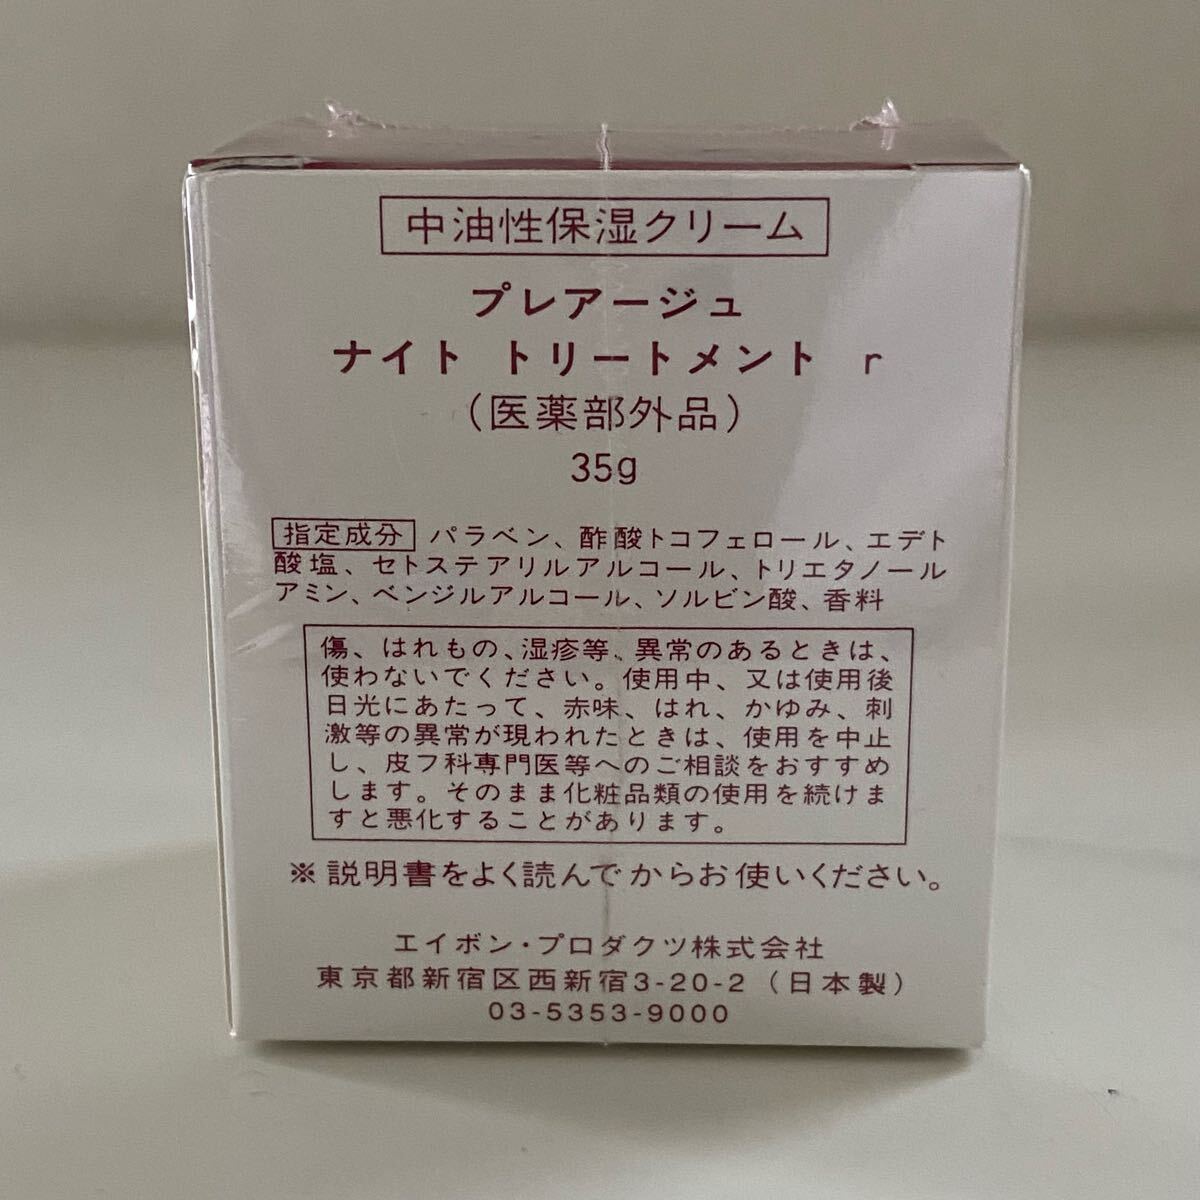 中油性保湿クリーム
プレアージュ
ナイト トリートメント r
（医薬部外品）
35g
指定成分 パラベン、酢酸トコフェロール、エデト
酸塩、セトステアリルアルコール、トリエタノール
アミン、ベンジルアルコール、ソルビン酸、香料
傷、はれもの、湿疹等、異常のあるときは、
使わないでください。使用中、又は使用後
日光にあたって、赤味、はれ、かゆみ、刺
激等の異常が現われたときは、使用を中止
し、皮フ科専門医等へのご相談をおすすめ
します。そのまま化粧品類の使用を続けま
すと悪化することがあります。
※説明書をよく読んでからお使いください。
エイボン・プロダクツ株式会社
東京都新宿区西新宿3-20-2（日本製）
03-5353-9000